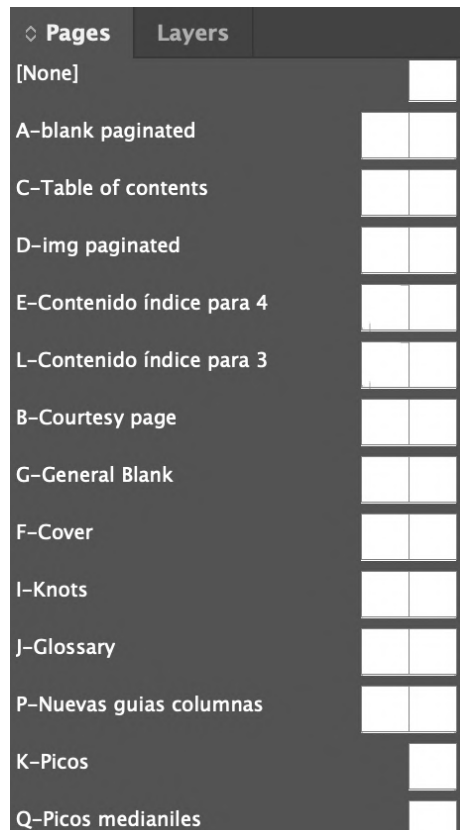 Pages Layers
[None]
A-blank paginated
C-Table of contents
D-img paginated
E-Contenido índice para 4
L-Contenido índice para 3
B-Courtesy page
G-General Blank
F-Cover
I-Knots
J-Glossary
P-Nuevas guias columnas
K-Picos
Q-Picos medianiles